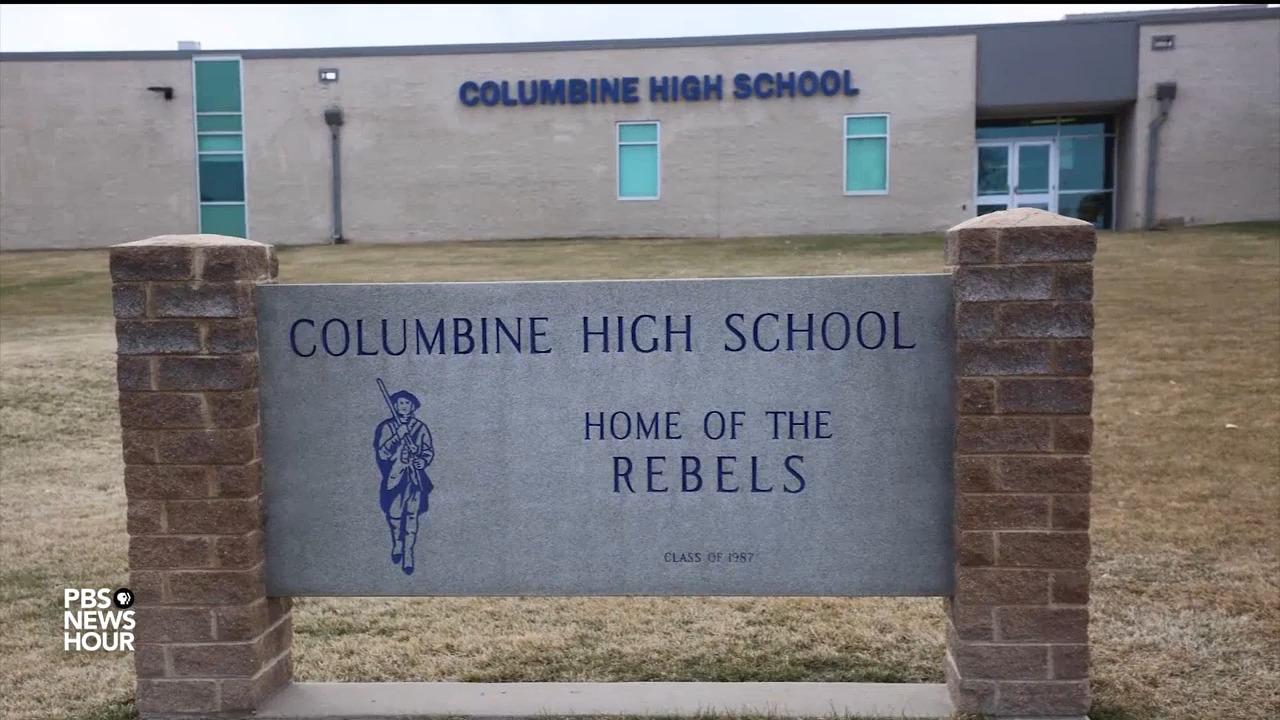 COLUMBINE HIGH SCHOOL
COLUMBINE HIGH SCHOOL
HOME OF THE
REBELS
CLASS OF 1987
PBS
NEWS
HOUR